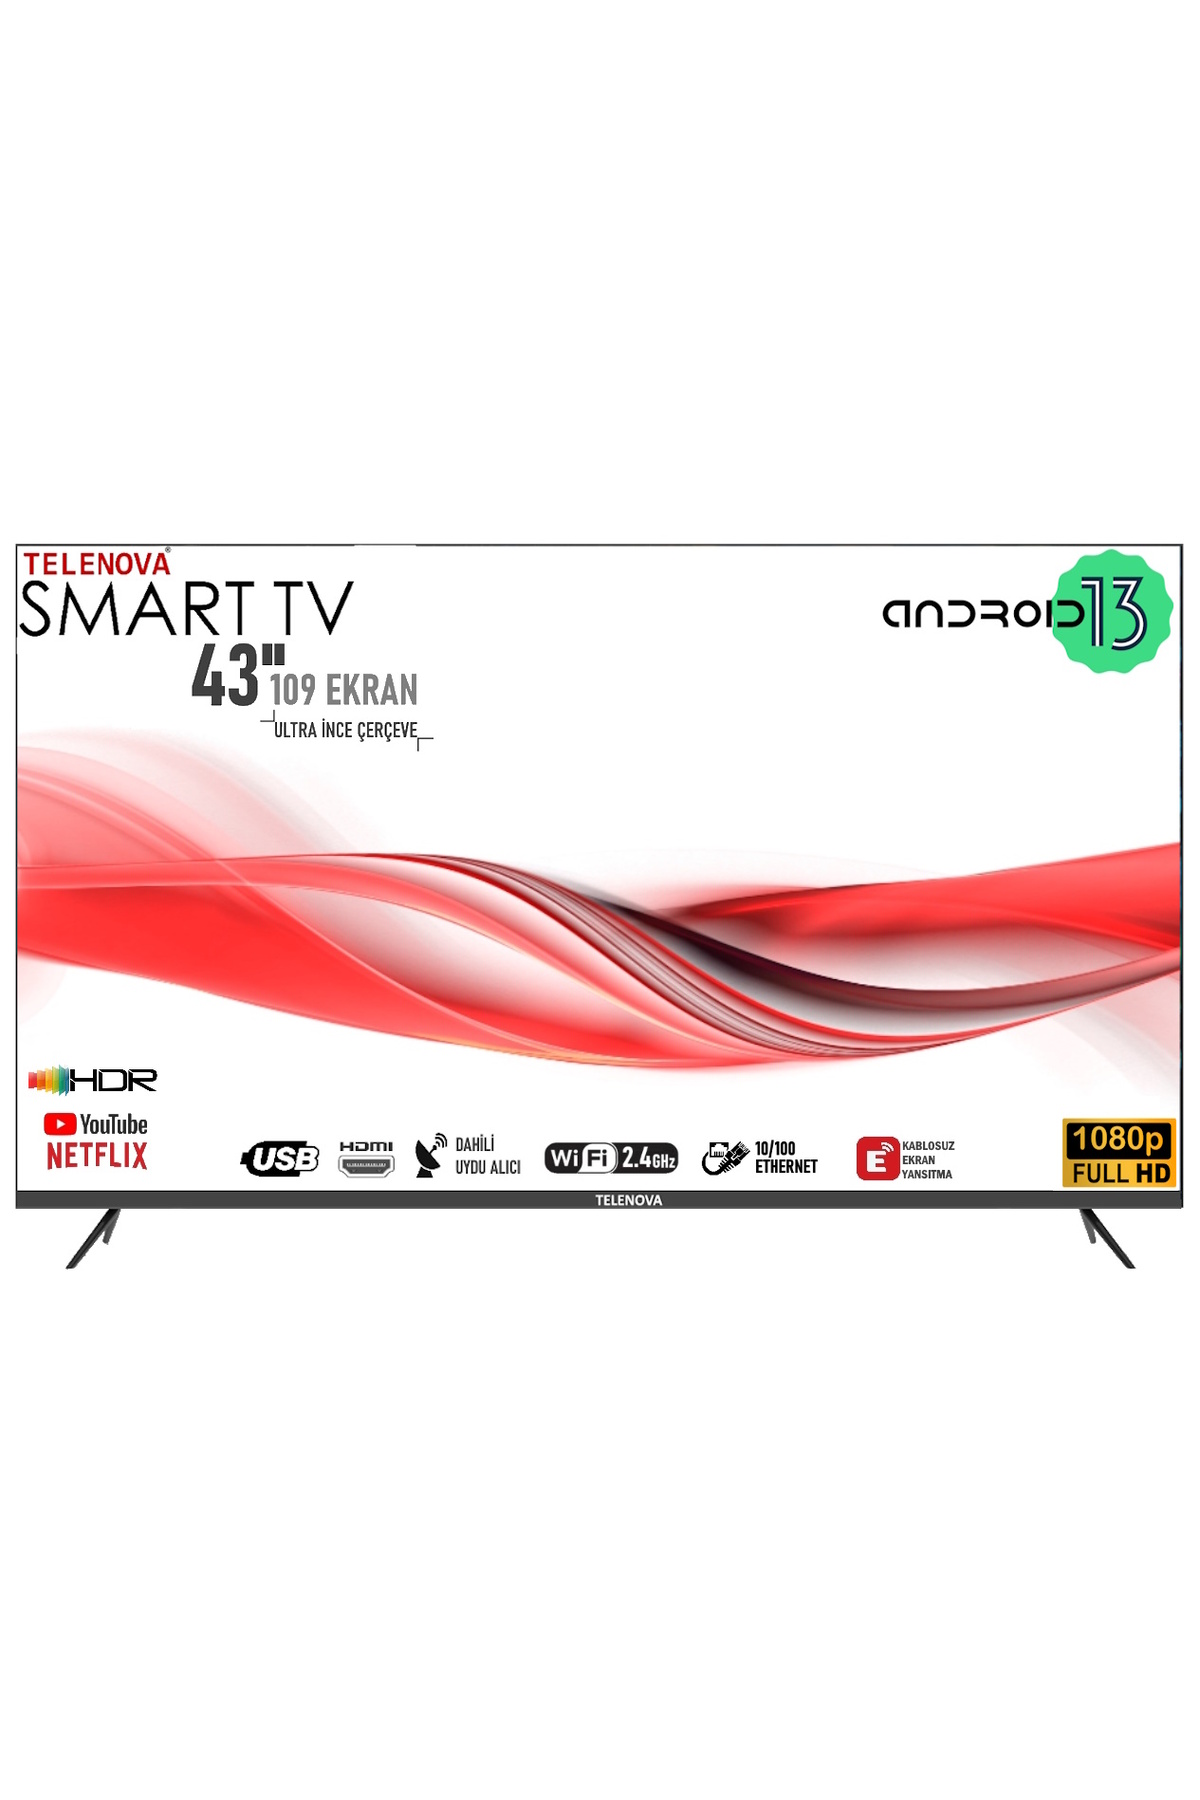 TELENOVA®
SMART TV
43" 109 EKRAN
ULTRA İNCE ÇERÇEVE
ANDROID 13
HDR
YouTube
NETFLIX
USB
HDMI
DAHİLİ
UYDU ALICI
WiFi 2.4GHz
10/100
ETHERNET
E
KABLOSUZ
EKRAN
YANSITMA
1080p
FULL HD
TELENOVA